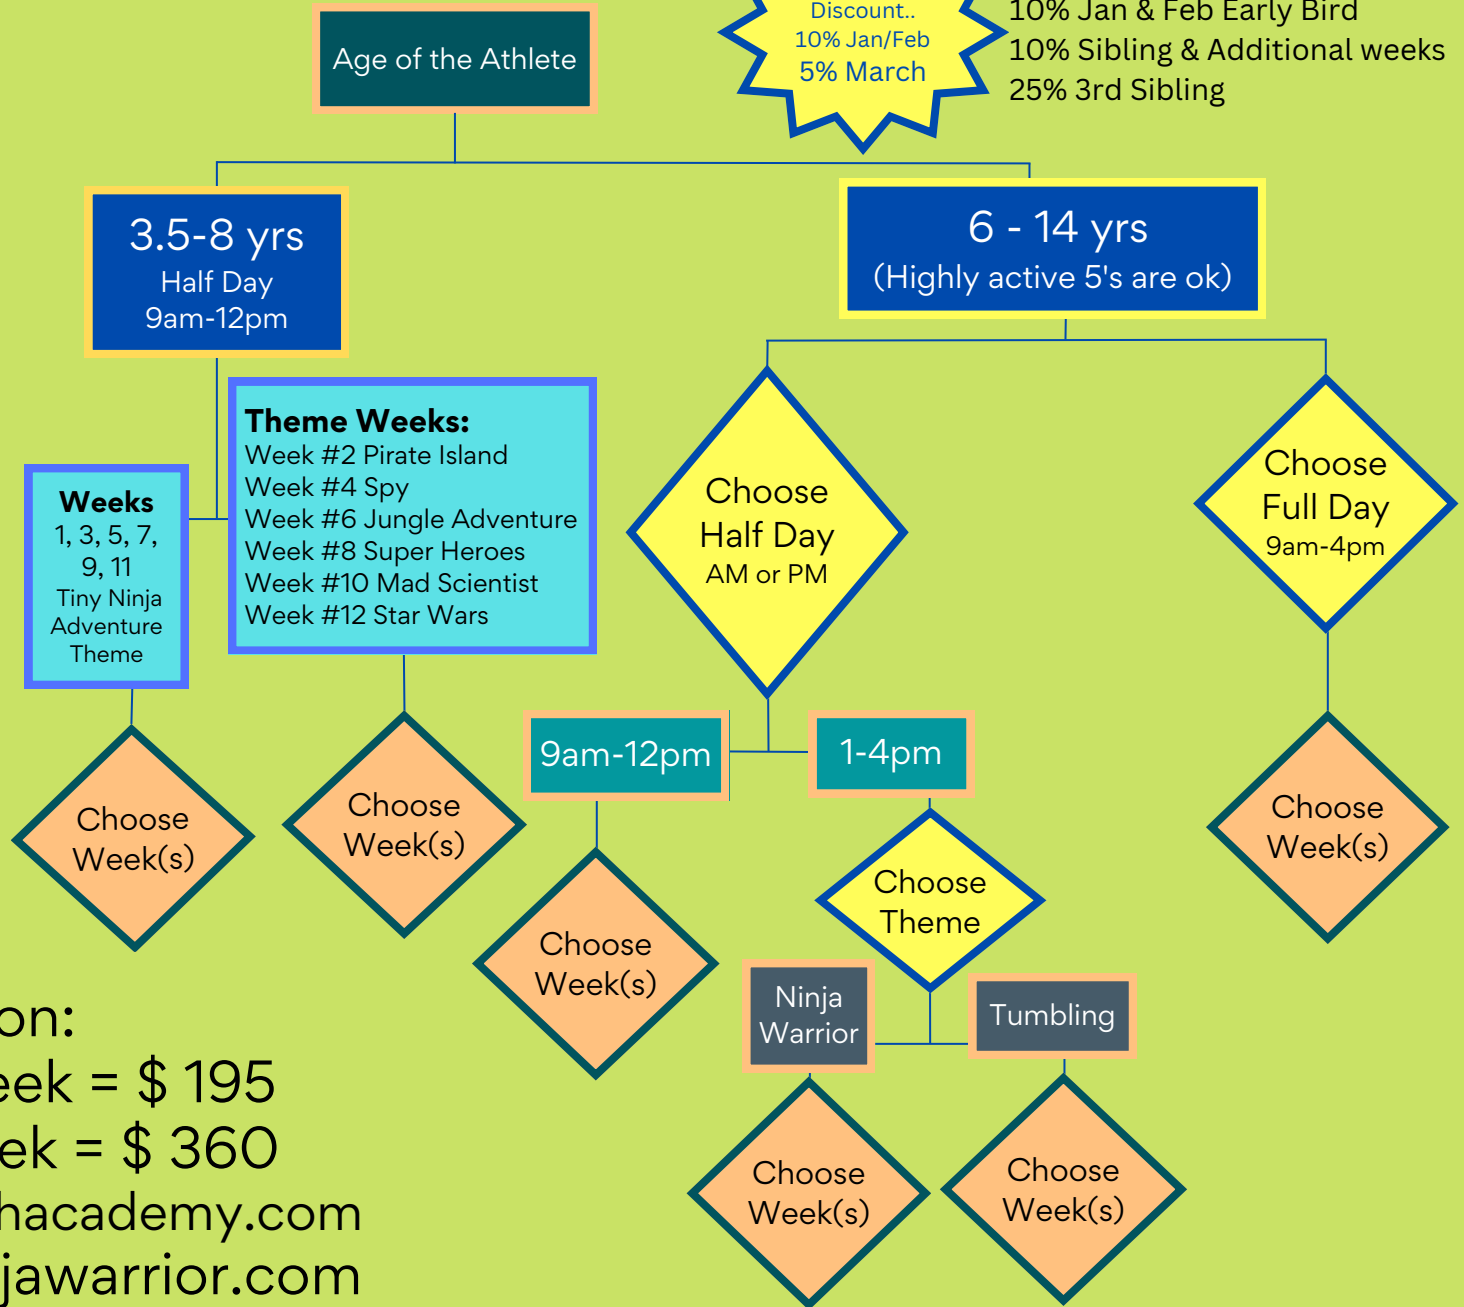 Age of the Athlete
Discount..
10% Jan/Feb
5% March
10% Jan & Feb Early Bird
10% Sibling & Additional weeks
25% 3rd Sibling
3.5-8 yrs
Half Day
9am-12pm
6 - 14 yrs
(Highly active 5's are ok)
Weeks
1, 3, 5, 7,
9, 11
Tiny Ninja
Adventure
Theme
Theme Weeks:
Week #2 Pirate Island
Week #4 Spy
Week #6 Jungle Adventure
Week #8 Super Heroes
Week #10 Mad Scientist
Week #12 Star Wars
Choose
Half Day
AM or PM
Choose
Full Day
9am-4pm
9am-12pm
1-4pm
Choose
Week(s)
Choose
Week(s)
Choose
Week(s)
Choose
Theme
Choose
Week(s)
Ninja
Warrior
Tumbling
Choose
Week(s)
Choose
Week(s)
on:
eek = $ 195
ek = $ 360
hacademy.com
jawarrior.com